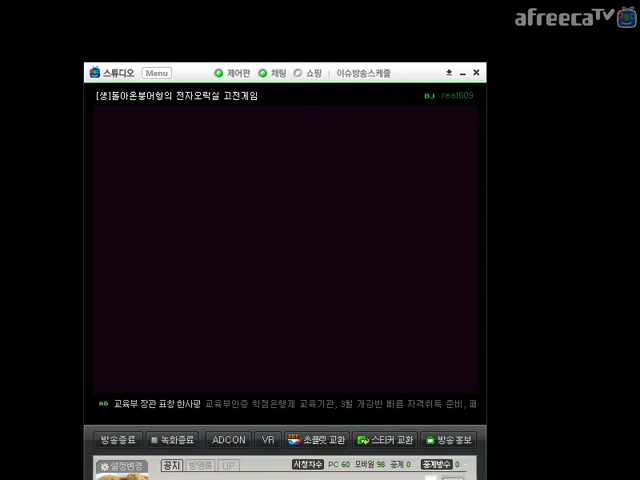 afreecaTV
스튜디오 Menu 제어판 채팅 쇼핑 이슈방송스케줄
[생]돌아온붕어형의 전자오락실 고전게임 BJ real609
AD 교육부 장관 표창 한사평 교육부인증 학점은행제 교육기관, 3월 개강반 빠른 자격취득 준비,
방송종료 녹화종료 ADCON VR 초콜릿 교환 스티커 교환 방송 홍보
설정변경 공지 방명록 UP 시청자수 PC 60 모바일 98 중계 0 중계방수 0